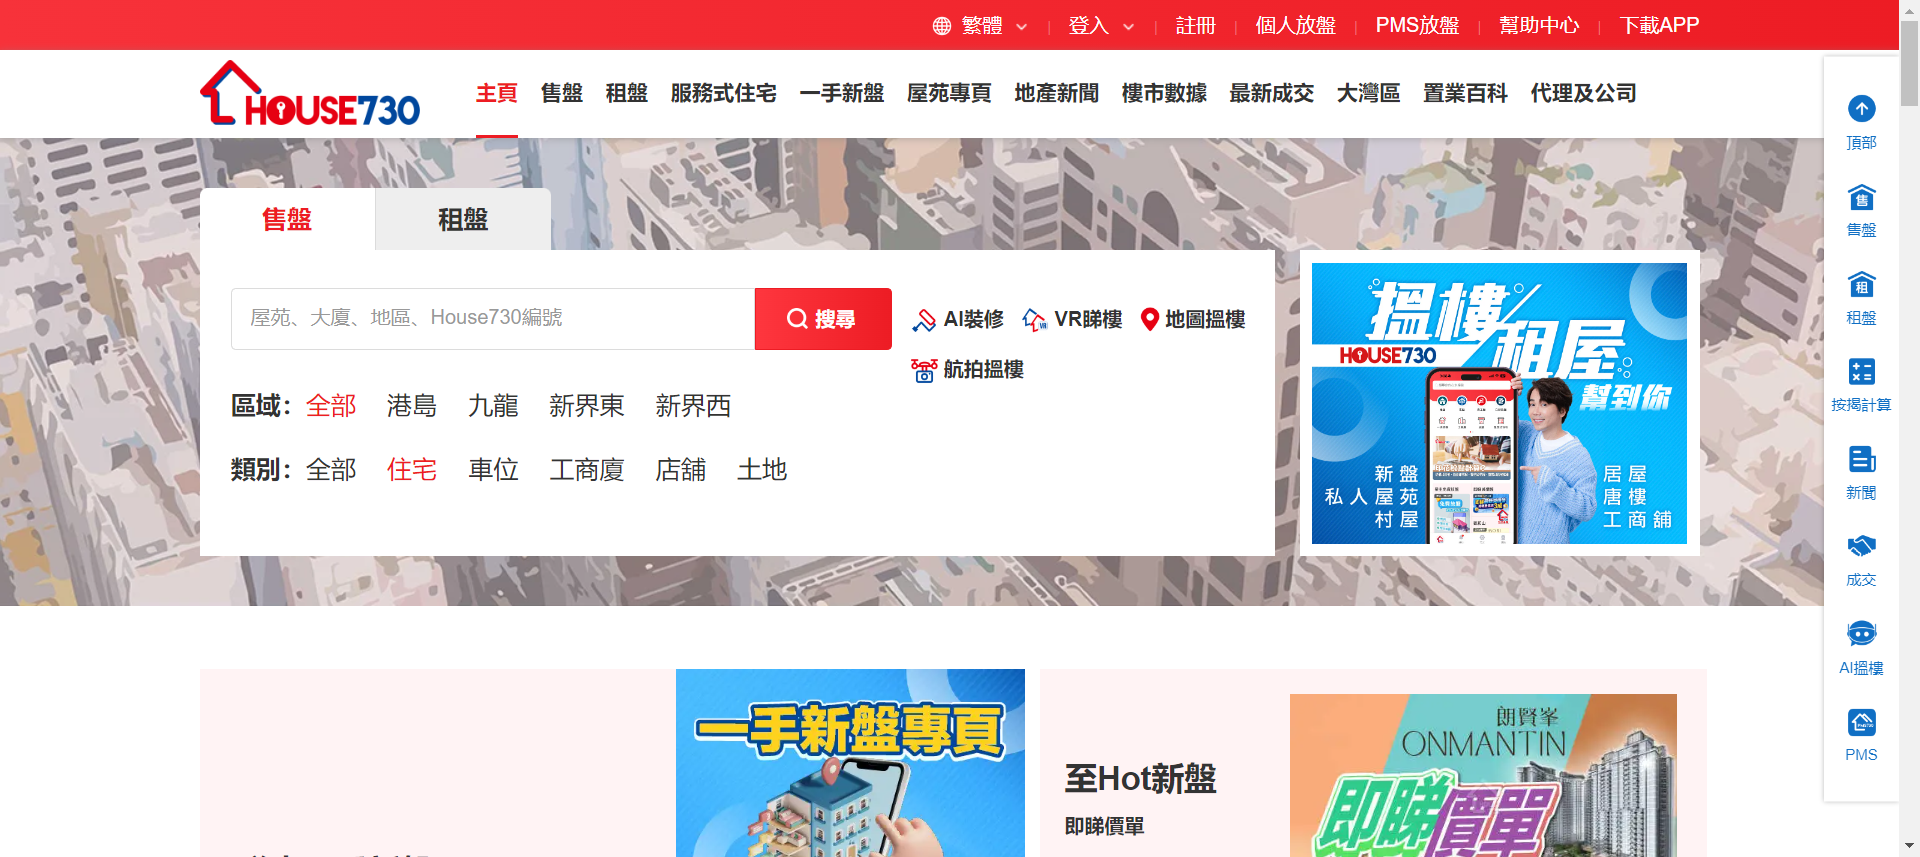 繁體 登入 註冊 個人放盤 PMS放盤 幫助中心 下載APP
HOUSE730
主頁 售盤 租盤 服務式住宅 一手新盤 屋苑專頁 地產新聞 樓市數據 最新成交 大灣區 置業百科 代理及公司
售盤 租盤
屋苑、大廈、地區、House730編號
搜尋
AI裝修 VR睇樓 地圖搵樓
航拍搵樓
區域： 全部 港島 九龍 新界東 新界西
類別： 全部 住宅 車位 工商廈 店舖 土地
搵樓
租屋
HOUSE730
幫到你
新盤
私人屋苑
村屋
居屋
唐樓
工商舖
頂部
售
售盤
租
租盤
按揭計算
新聞
成交
AI搵樓
PMS
一手新盤專頁
至Hot新盤
即睇價單
朗賢峯
ONMANTIN
即睇價單